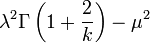 λ²Γ(1 + 2/k) − μ²